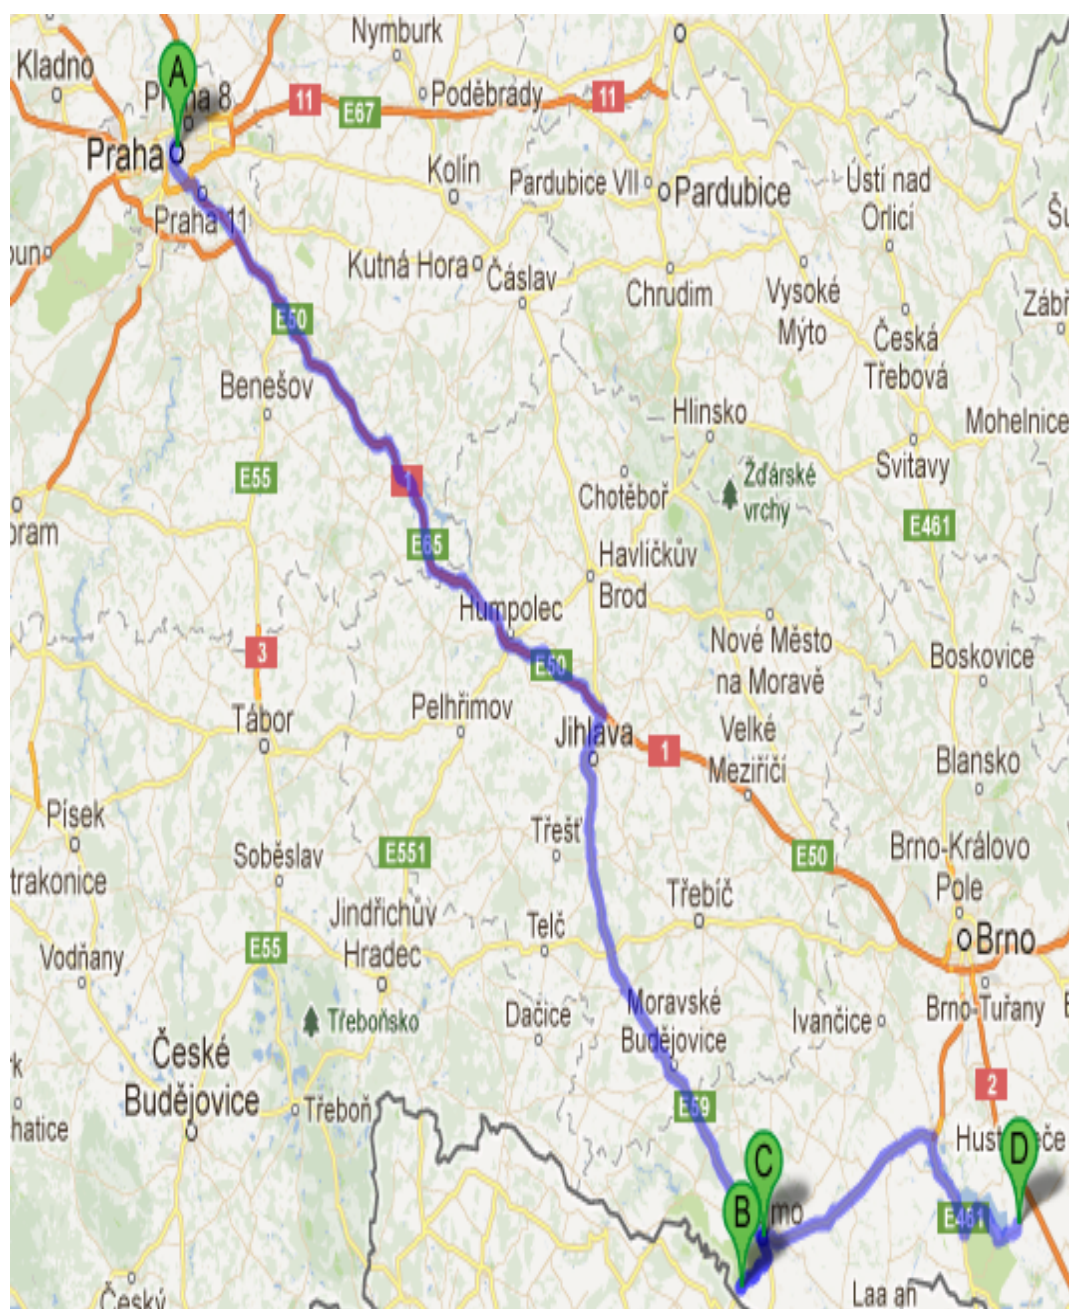 Nymburk
Kladno
A
Praha 8
11
E67
Poděbrady
11
Praha
Praha 11
Kolín
Pardubice VII
Pardubice
Ústí nad
Orlicí
Kutná Hora
Čáslav
Chrudim
Vysoké
Mýto
E50
Česká
Třebová
Benešov
Hlinsko
Mohelnice
Svitavy
E55
Chotěboř
Žďárské
vrchy
E461
E65
Havlíčkův
Brod
Humpolec
3
E50
Nové Město
na Moravě
Boskovice
Pelhřimov
Tábor
Jihlava
1
Velke
Meziříčí
Blansko
Písek
Třešť
Soběslav
E551
E50
Brno-Královo
Pole
Jindřichův
Hradec
Třebíč
Telč
E55
Vodňany
Brno
Moravské
Budějovice
Brno-Tuřany
Dačice
Ivančice
Třeboňsko
České
Budějovice
Třeboň
E59
2
C
D
B
mo
E461
Laa an
Český